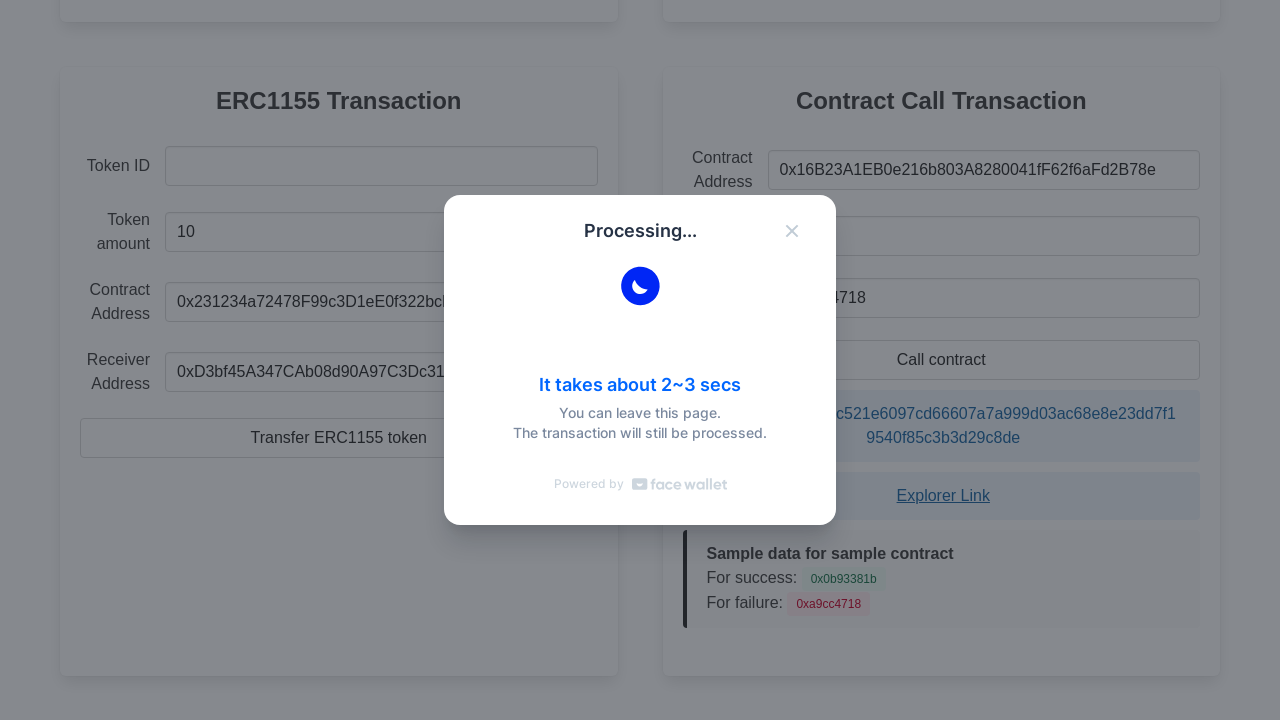 ERC1155 Transaction
Token ID
Token
amount
10
Contract
Address
0x231234a72478F99c3D1eE0f322bc
Receiver
Address
0xD3bf45A347CAb08d90A97C3Dc31
Transfer ERC1155 token
Contract Call Transaction
Contract
Address
0x16B23A1EB0e216b803A8280041fF62f6aFd2B78e
4718
Call contract
c521e6097cd66607a7a999d03ac68e8e23dd7f1
9540f85c3b3d29c8de
Explorer Link
Sample data for sample contract
For success: 0x0b93381b
For failure: 0xa9cc4718
Processing...
It takes about 2~3 secs
You can leave this page.
The transaction will still be processed.
Powered by face wallet